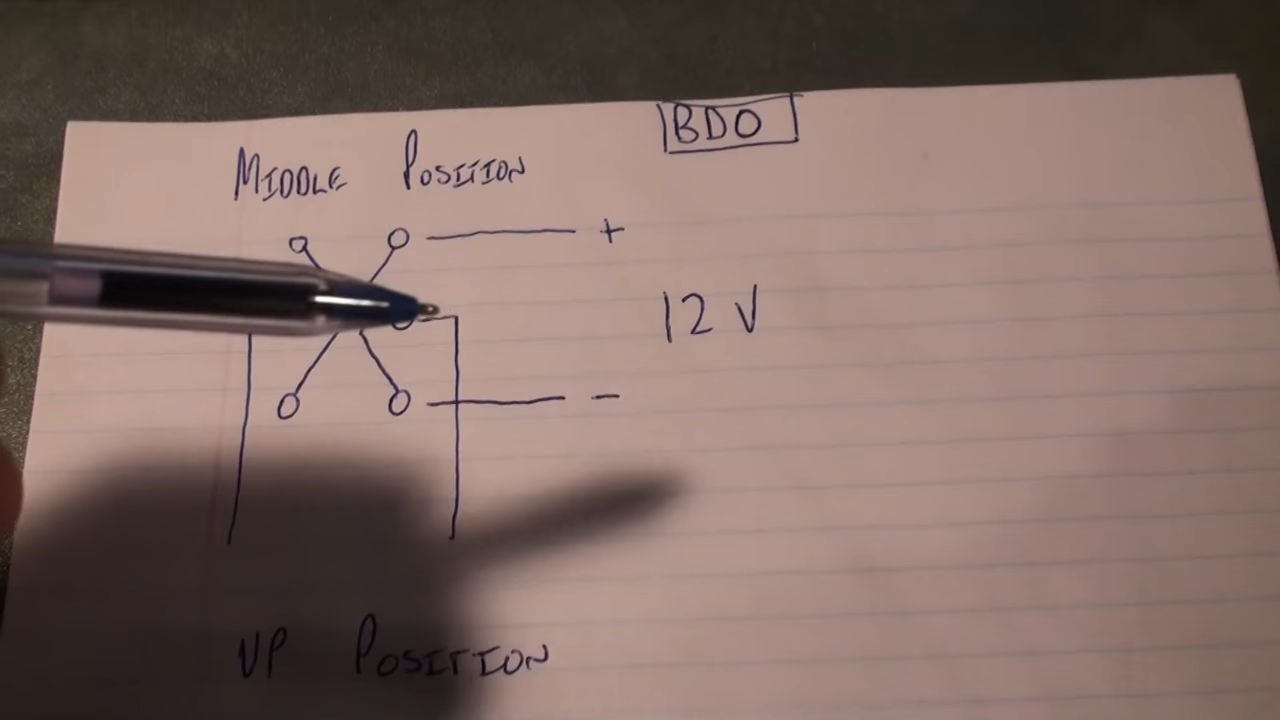 BDO
MIDDLE POSITION
+
12 V
-
UP POSITION